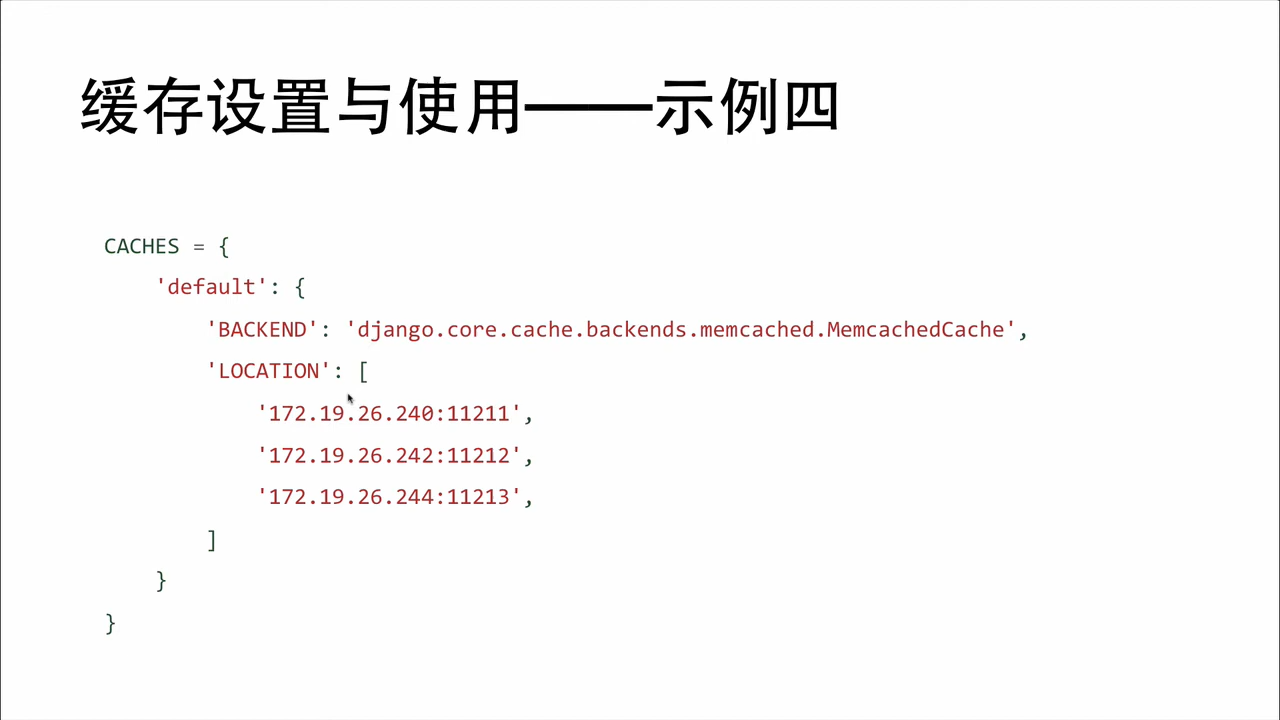 缓存设置与使用——示例四
CACHES = {
    'default': {
        'BACKEND': 'django.core.cache.backends.memcached.MemcachedCache',
        'LOCATION': [
            '172.19.26.240:11211',
            '172.19.26.242:11212',
            '172.19.26.244:11213',
        ]
    }
}